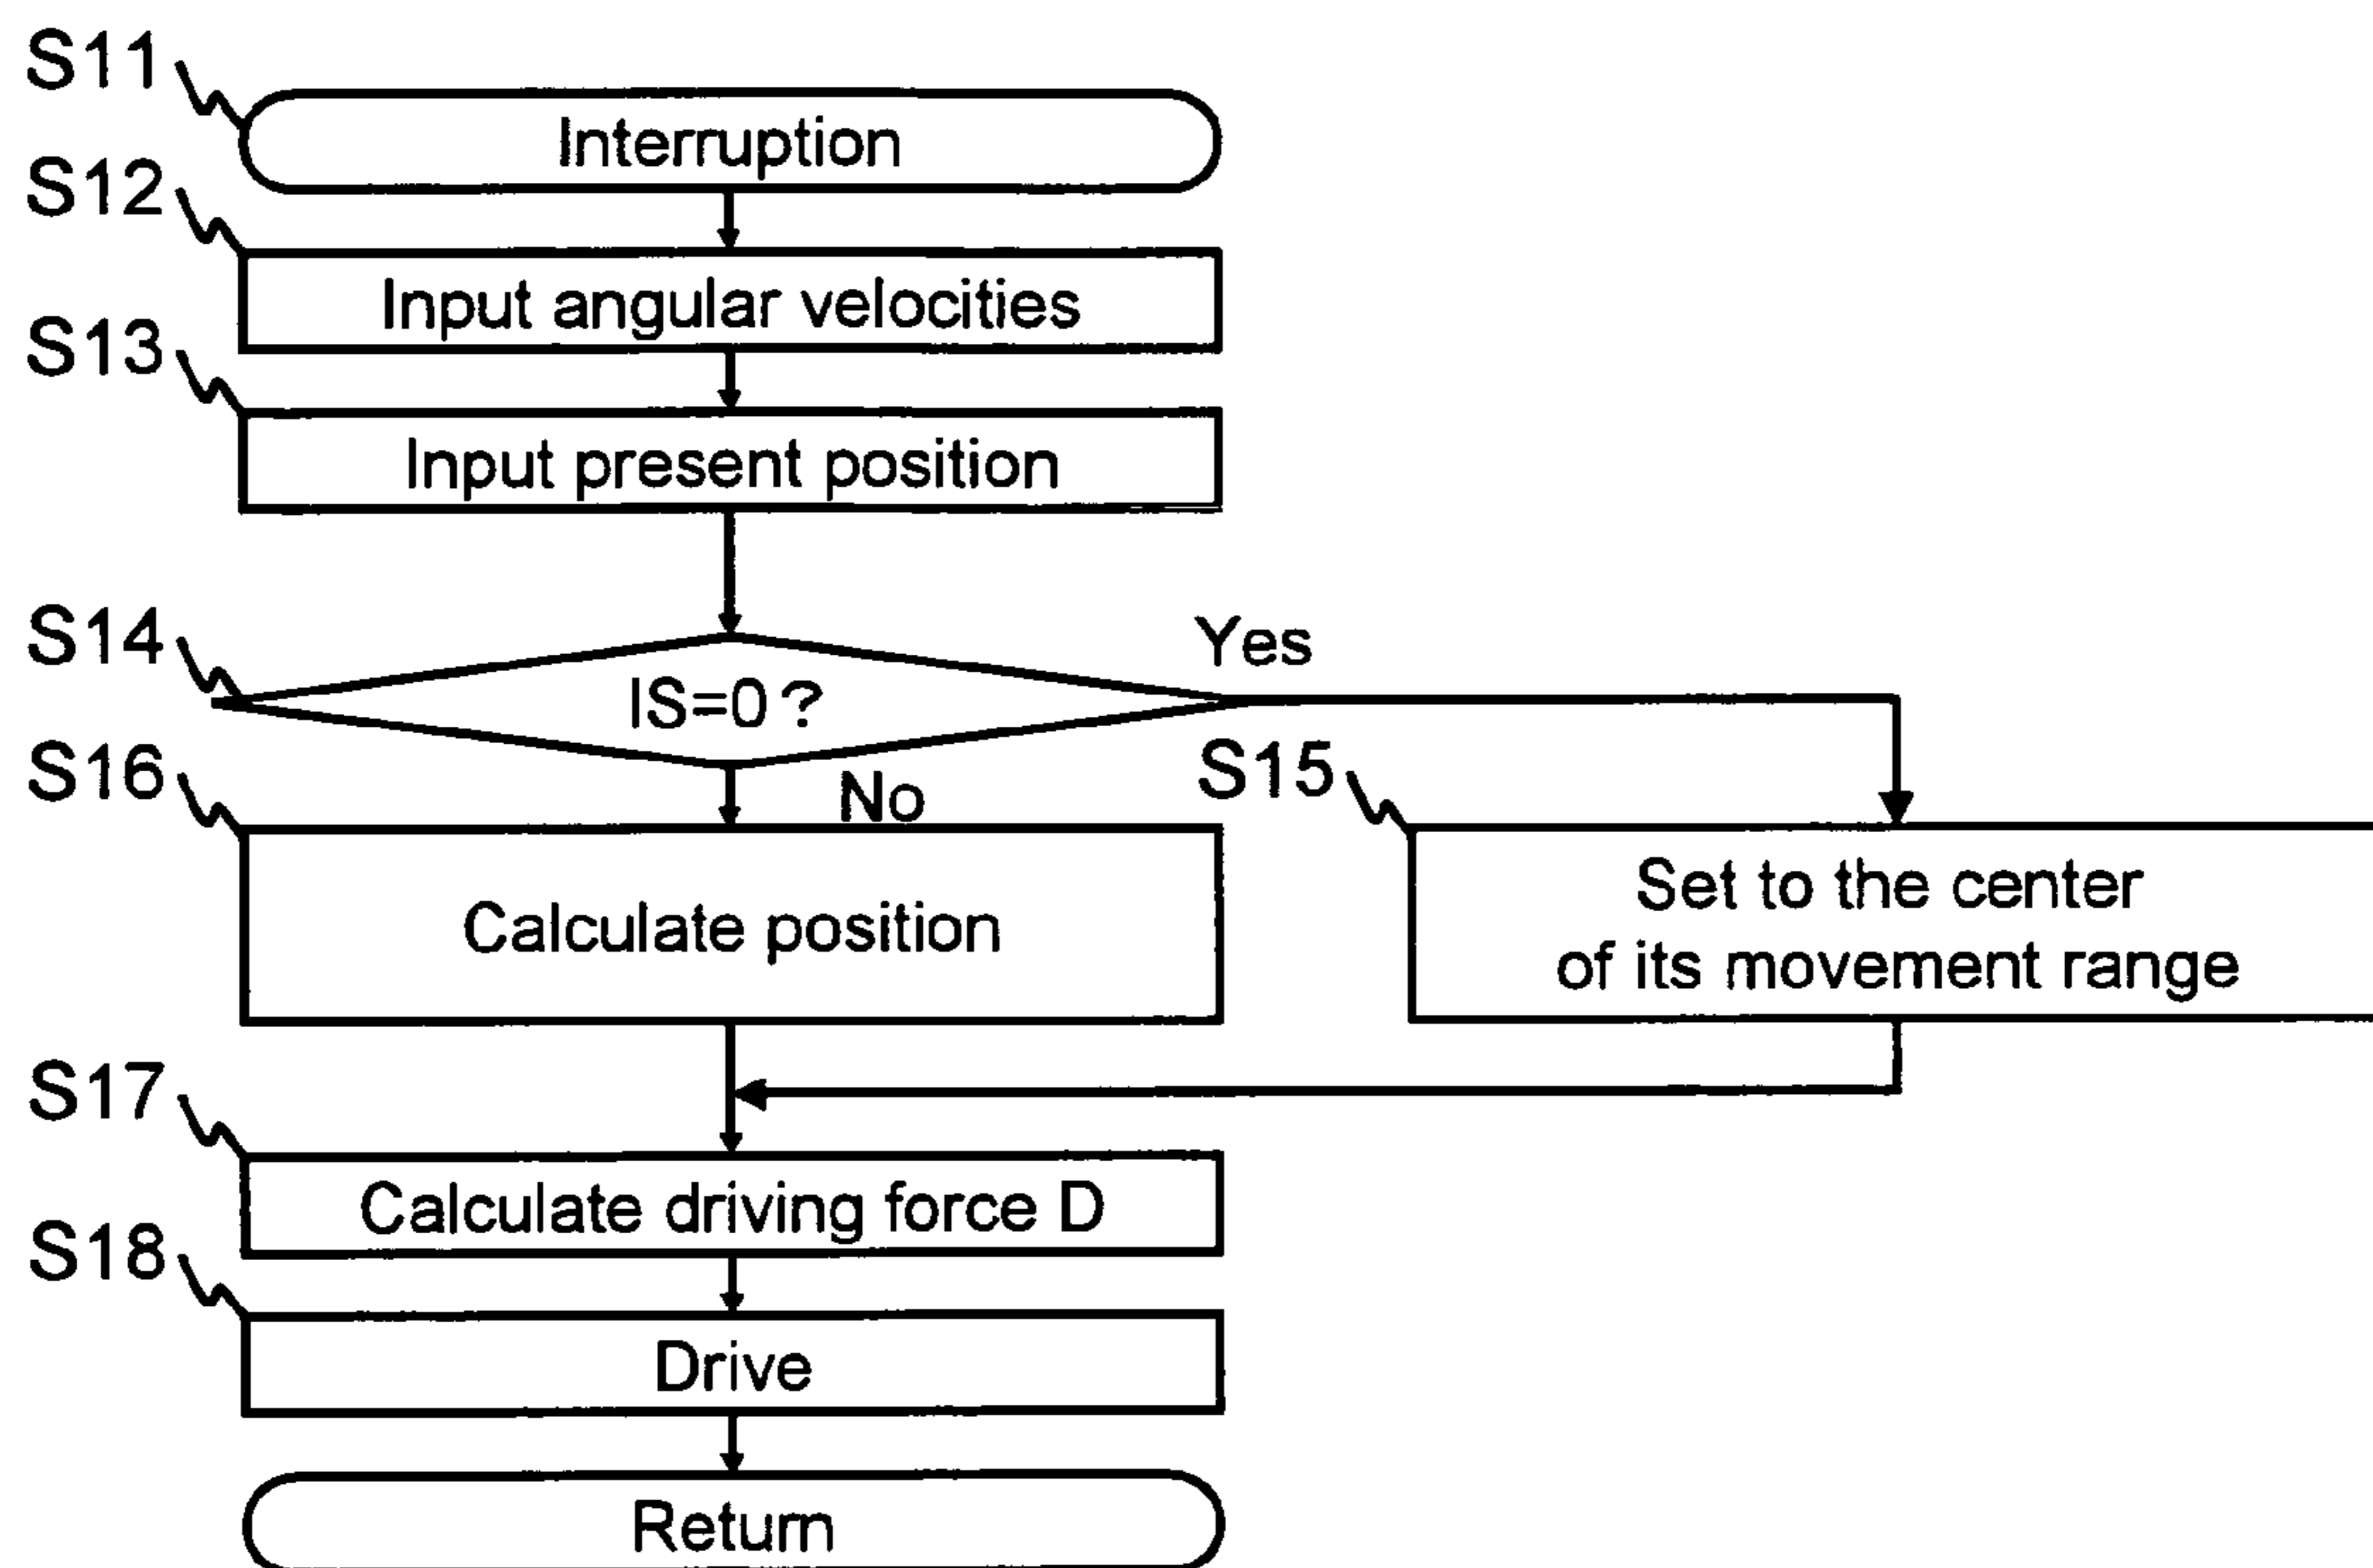 S11
Interruption
S12
Input angular velocities
S13
Input present position
S14
IS=0?
Yes
No
S15
Set to the center
of its movement range
S16
Calculate position
S17
Calculate driving force D
S18
Drive
Return